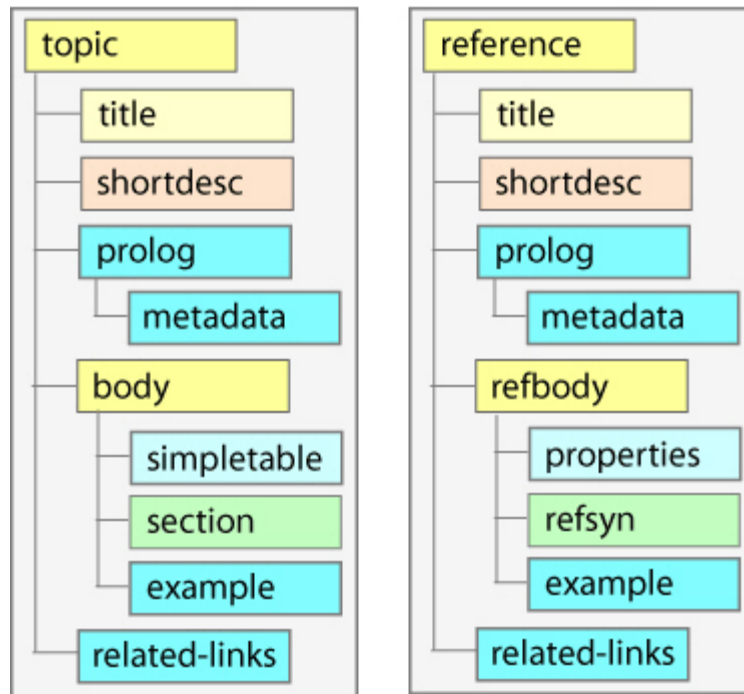 topic
title
shortdesc
prolog
metadata
body
simpletable
section
example
related-links
reference
title
shortdesc
prolog
metadata
refbody
properties
refsyn
example
related-links